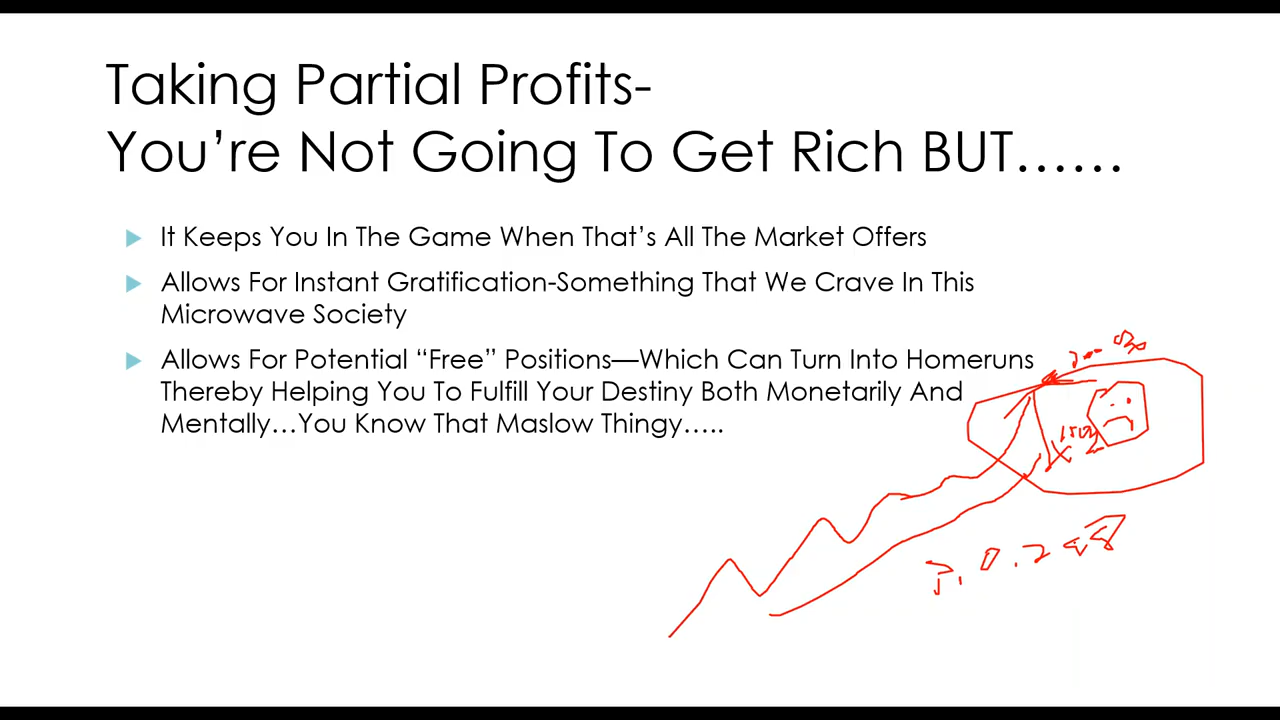 Taking Partial Profits-
You’re Not Going To Get Rich BUT……
It Keeps You In The Game When That’s All The Market Offers
Allows For Instant Gratification-Something That We Crave In This
Microwave Society
Allows For Potential “Free” Positions—Which Can Turn Into Homeruns
Thereby Helping You To Fulfill Your Destiny Both Monetarily And
Mentally…You Know That Maslow Thingy…..